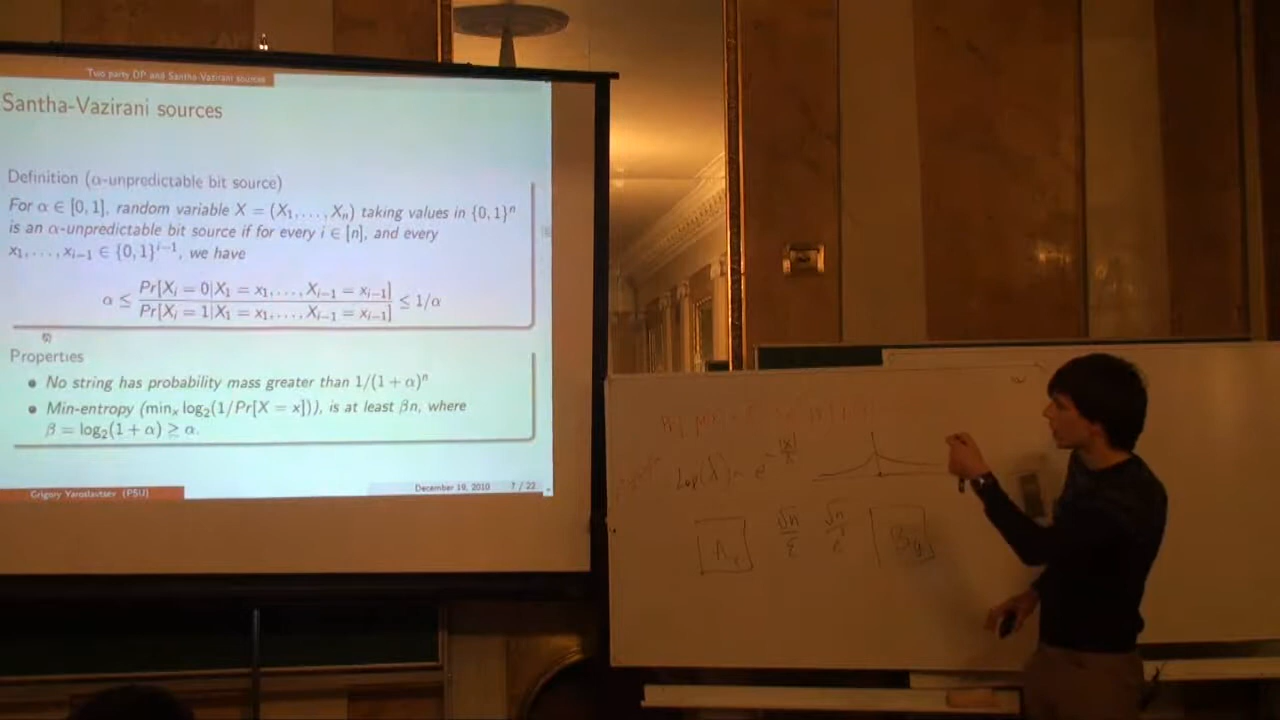 Two party DP and Santha-Vazirani sources
Santha-Vazirani sources
Definition (α-unpredictable bit source)
For α ∈ [0, 1], random variable X = (X₁, . . . , Xₙ) taking values in {0, 1}ⁿ
is an α-unpredictable bit source if for every i ∈ [n], and every
x₁, . . . , xᵢ₋₁ ∈ {0, 1}ⁱ⁻¹, we have
α ≤ Pr[Xᵢ = 0|X₁ = x₁, . . . , Xᵢ₋₁ = xᵢ₋₁] / Pr[Xᵢ = 1|X₁ = x₁, . . . , Xᵢ₋₁ = xᵢ₋₁] ≤ 1/α
Properties
• No string has probability mass greater than 1/(1 + α)ⁿ
• Min-entropy (minₓ log₂(1/Pr[X = x])), is at least βn, where
β = log₂(1 + α) ≥ α.
Grigory Yaroslavtsev (PSU) December 19, 2010 7 / 22
Lap(λ) ~ e^-|x|/λ
√n/ε √n/ε